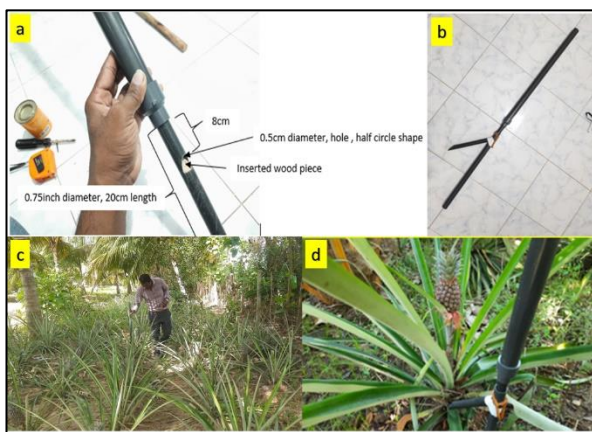 a
b
8cm
0.5cm diameter, hole , half circle shape
Inserted wood piece
0.75inch diameter, 20cm length
c
d